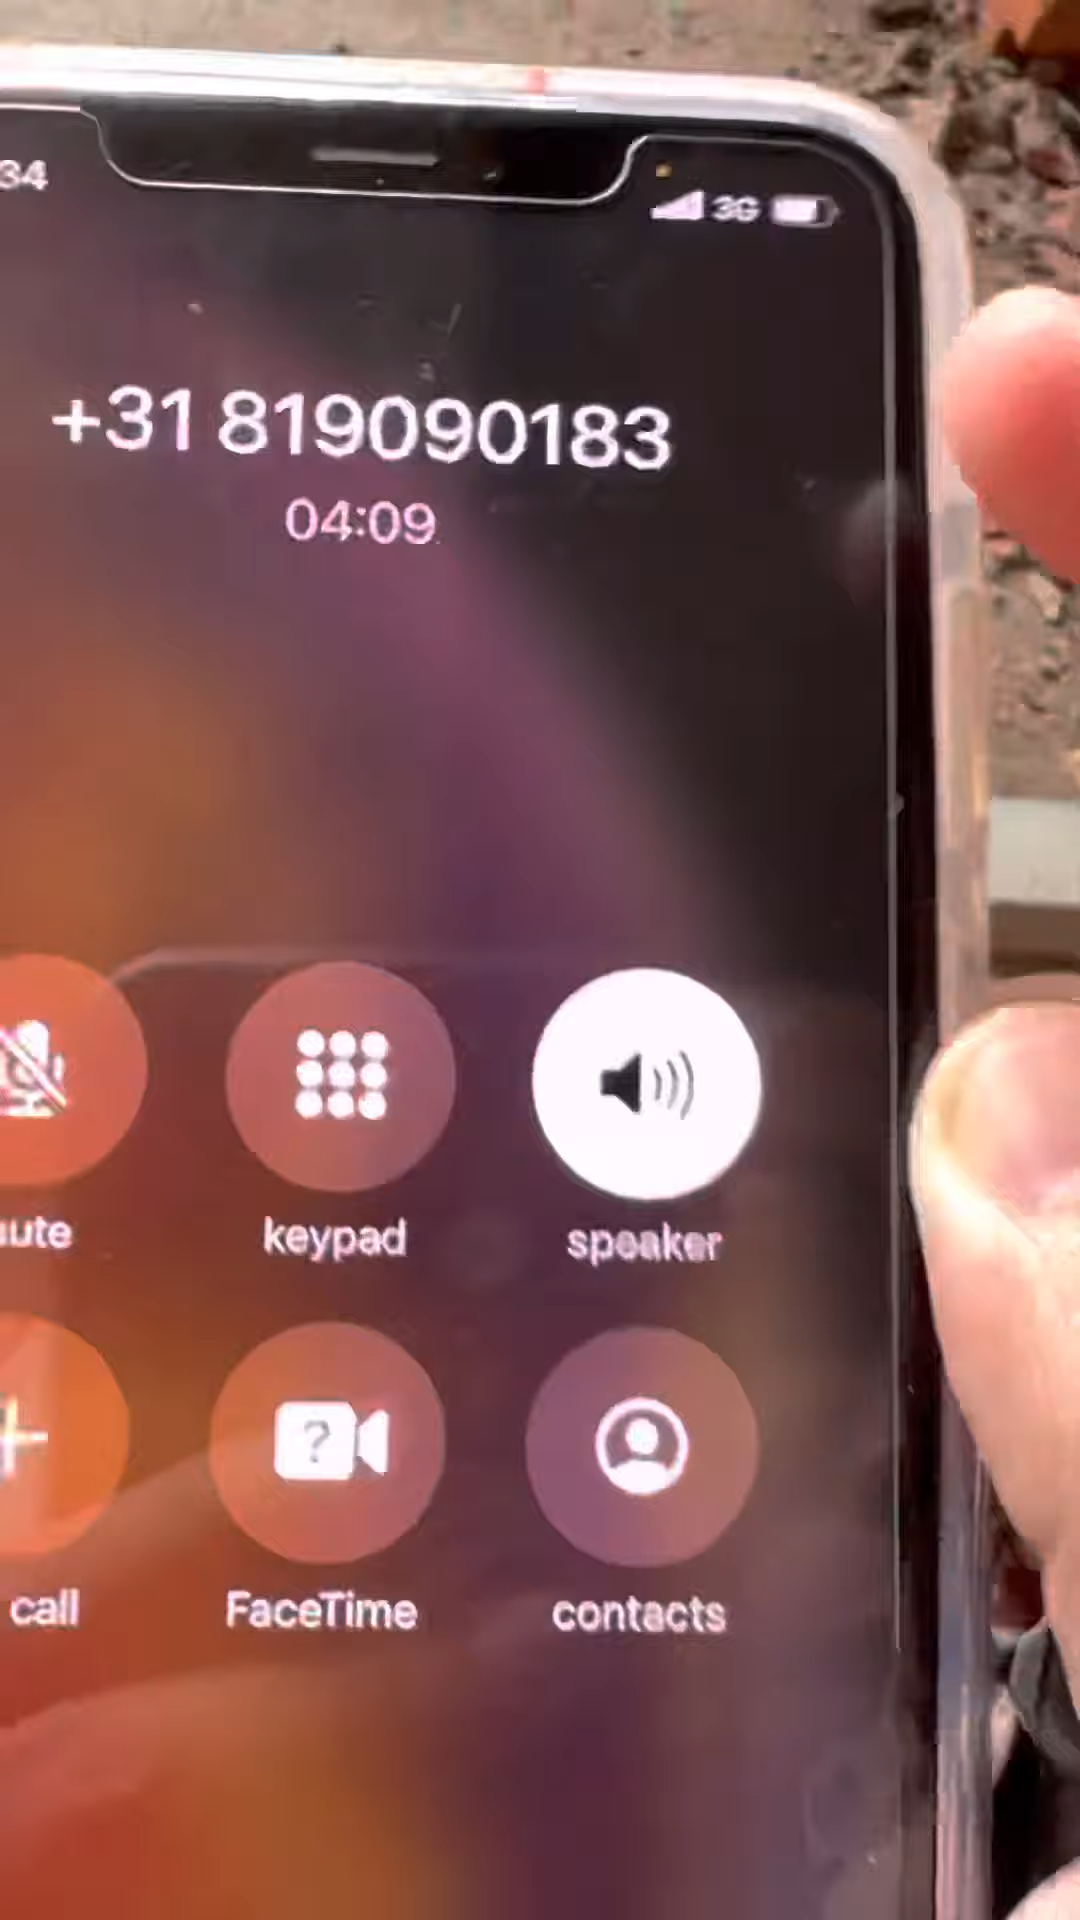 34
3G
+31 819090183
04:09
keypad
speaker
?
call
FaceTime
contacts